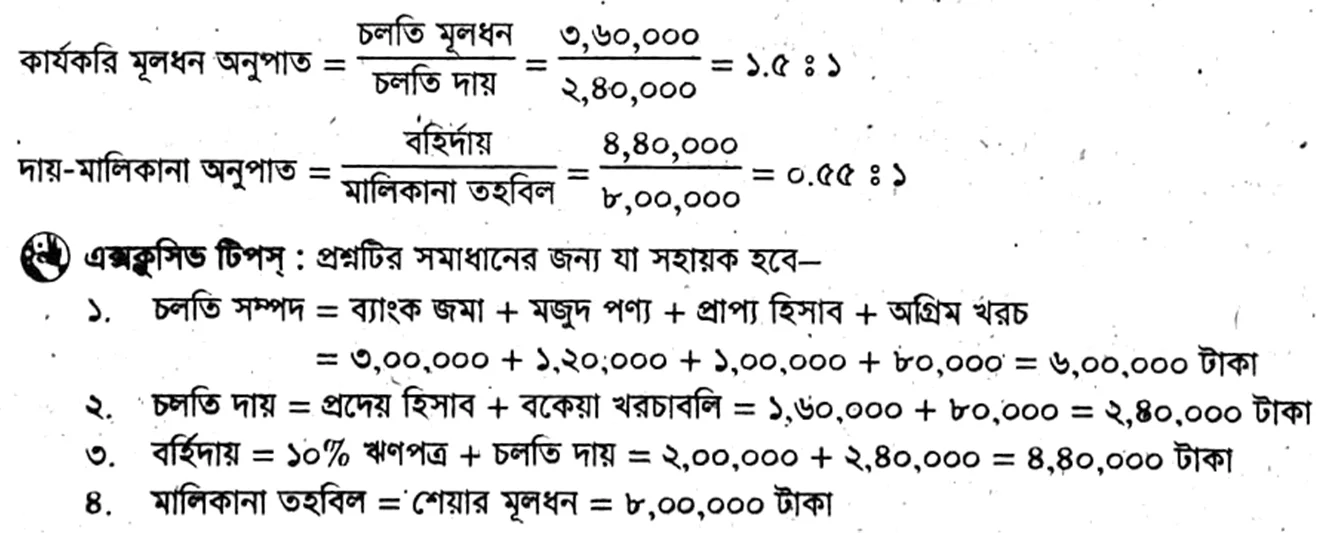 কার্যকরি মূলধন অনুপাত = চলতি মূলধন / চলতি দায় = ৩,৬০,০০০ / ২,৪০,০০০ = ১.৫ ঃ ১
দায়-মালিকানা অনুপাত = বহির্দায় / মালিকানা তহবিল = ৪,৪০,০০০ / ৮,০০,০০০ = ০.৫৫ ঃ ১
এক্সক্লুসিভ টিপস্ : প্রশ্নটির সমাধানের জন্য যা সহায়ক হবে—
১. চলতি সম্পদ = ব্যাংক জমা + মজুদ পণ্য + প্রাপ্য হিসাব + অগ্রিম খরচ
= ৩,০০,০০০ + ১,২০,০০০ + ১,০০,০০০ + ৮০,০০০ = ৬,০০,০০০ টাকা
২. চলতি দায় = প্রদেয় হিসাব + বকেয়া খরচাবলি = ১,৬০,০০০ + ৮০,০০০ = ২,৪০,০০০ টাকা
৩. বর্হিদায় = ১০% ঋণপত্র + চলতি দায় = ২,০০,০০০ + ২,৪০,০০০ = ৪,৪০,০০০ টাকা
৪. মালিকানা তহবিল = শেয়ার মূলধন = ৮,০০,০০০ টাকা